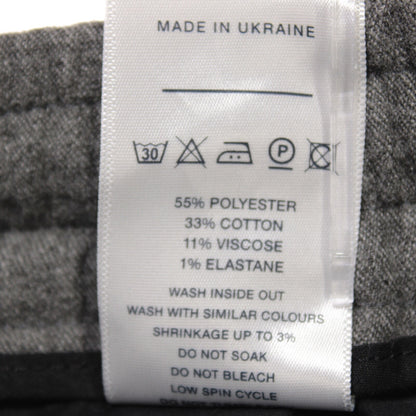 MADE IN UKRAINE
30
P
55% POLYESTER
33% COTTON
11% VISCOSE
1% ELASTANE
WASH INSIDE OUT
WASH WITH SIMILAR COLOURS
SHRINKAGE UP TO 3%
DO NOT SOAK
DO NOT BLEACH
LOW SPIN CYCLE